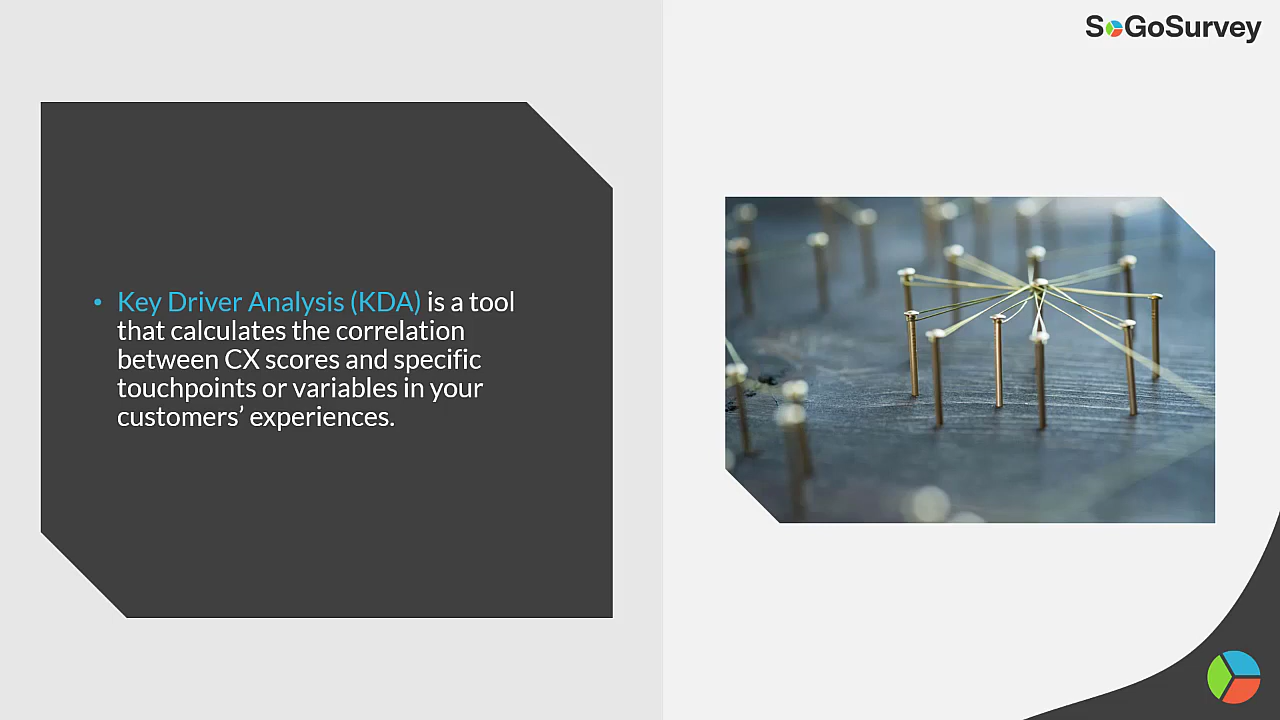 SoGoSurvey
• Key Driver Analysis (KDA) is a tool
that calculates the correlation
between CX scores and specific
touchpoints or variables in your
customers’ experiences.